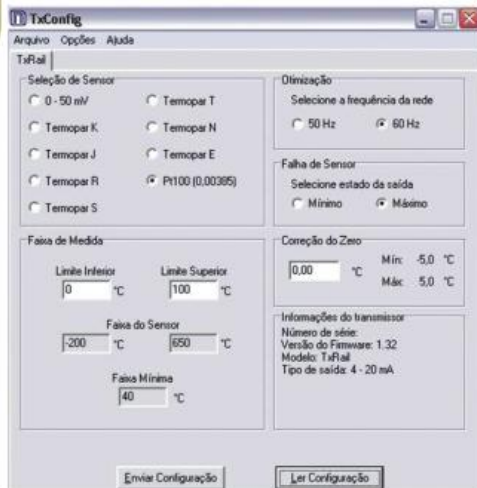 TxConfig
Arquivo Opções Ajuda
TxRail
Seleção de Sensor
0 - 50 mV
Termopar K
Termopar J
Termopar R
Termopar S
Termopar T
Termopar N
Termopar E
Pt100 (0,00385)
Otimização
Selecione a frequência da rede
50 Hz 60 Hz
Falha de Sensor
Selecione estado da saída
Mínimo Máximo
Faixa de Medida
Limite Inferior Limite Superior
0 °C 100 °C
Faixa do Sensor
-200 °C 650 °C
Faixa Mínima
40 °C
Correção do Zero
0,00 °C
Mín: -5,0 °C
Máx: 5,0 °C
Informações do transmissor
Número de série:
Versão do Firmware: 1.32
Modelo: TxRail
Tipo de saída: 4 - 20 mA
Enviar Configuração Ler Configuração